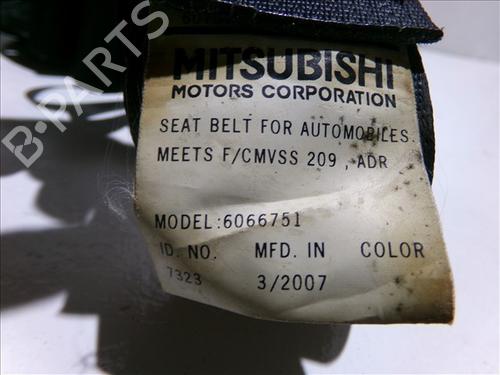 MITSUBISHI
MOTORS CORPORATION
SEAT BELT FOR AUTOMOBILES.
MEETS F/CMVSS 209 , ADR
MODEL:6066751
ID. NO. MFD. IN COLOR
7323 3/2007
B-PARTS